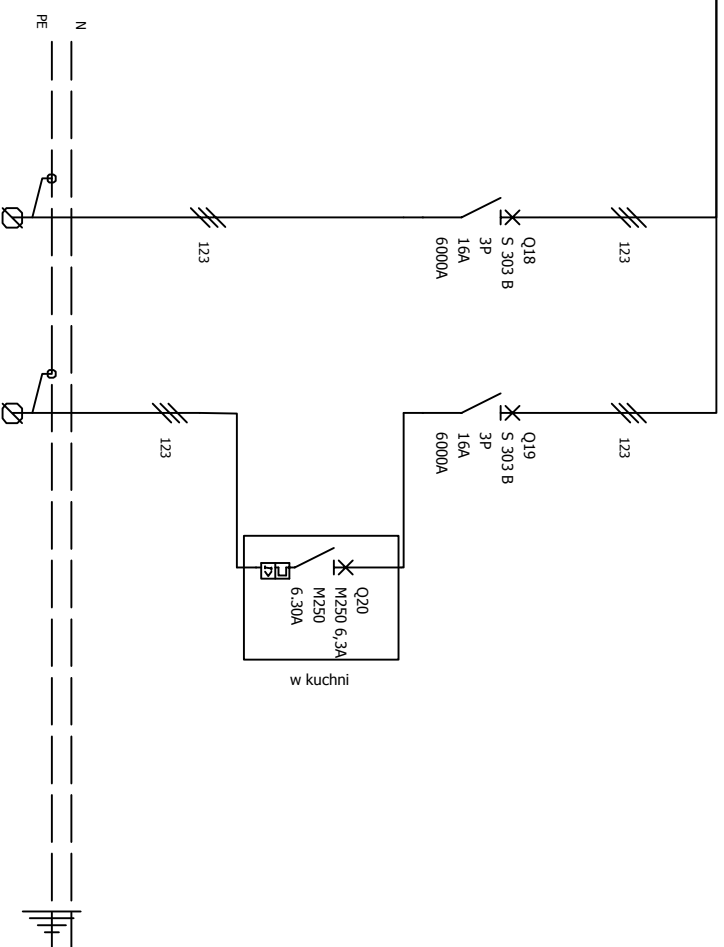 PE
N
123
Q18
S 303 B
3P
16A
6000A
123
123
Q19
S 303 B
3P
16A
6000A
123
Q20
M250 6,3A
M250
6.30A
w kuchni